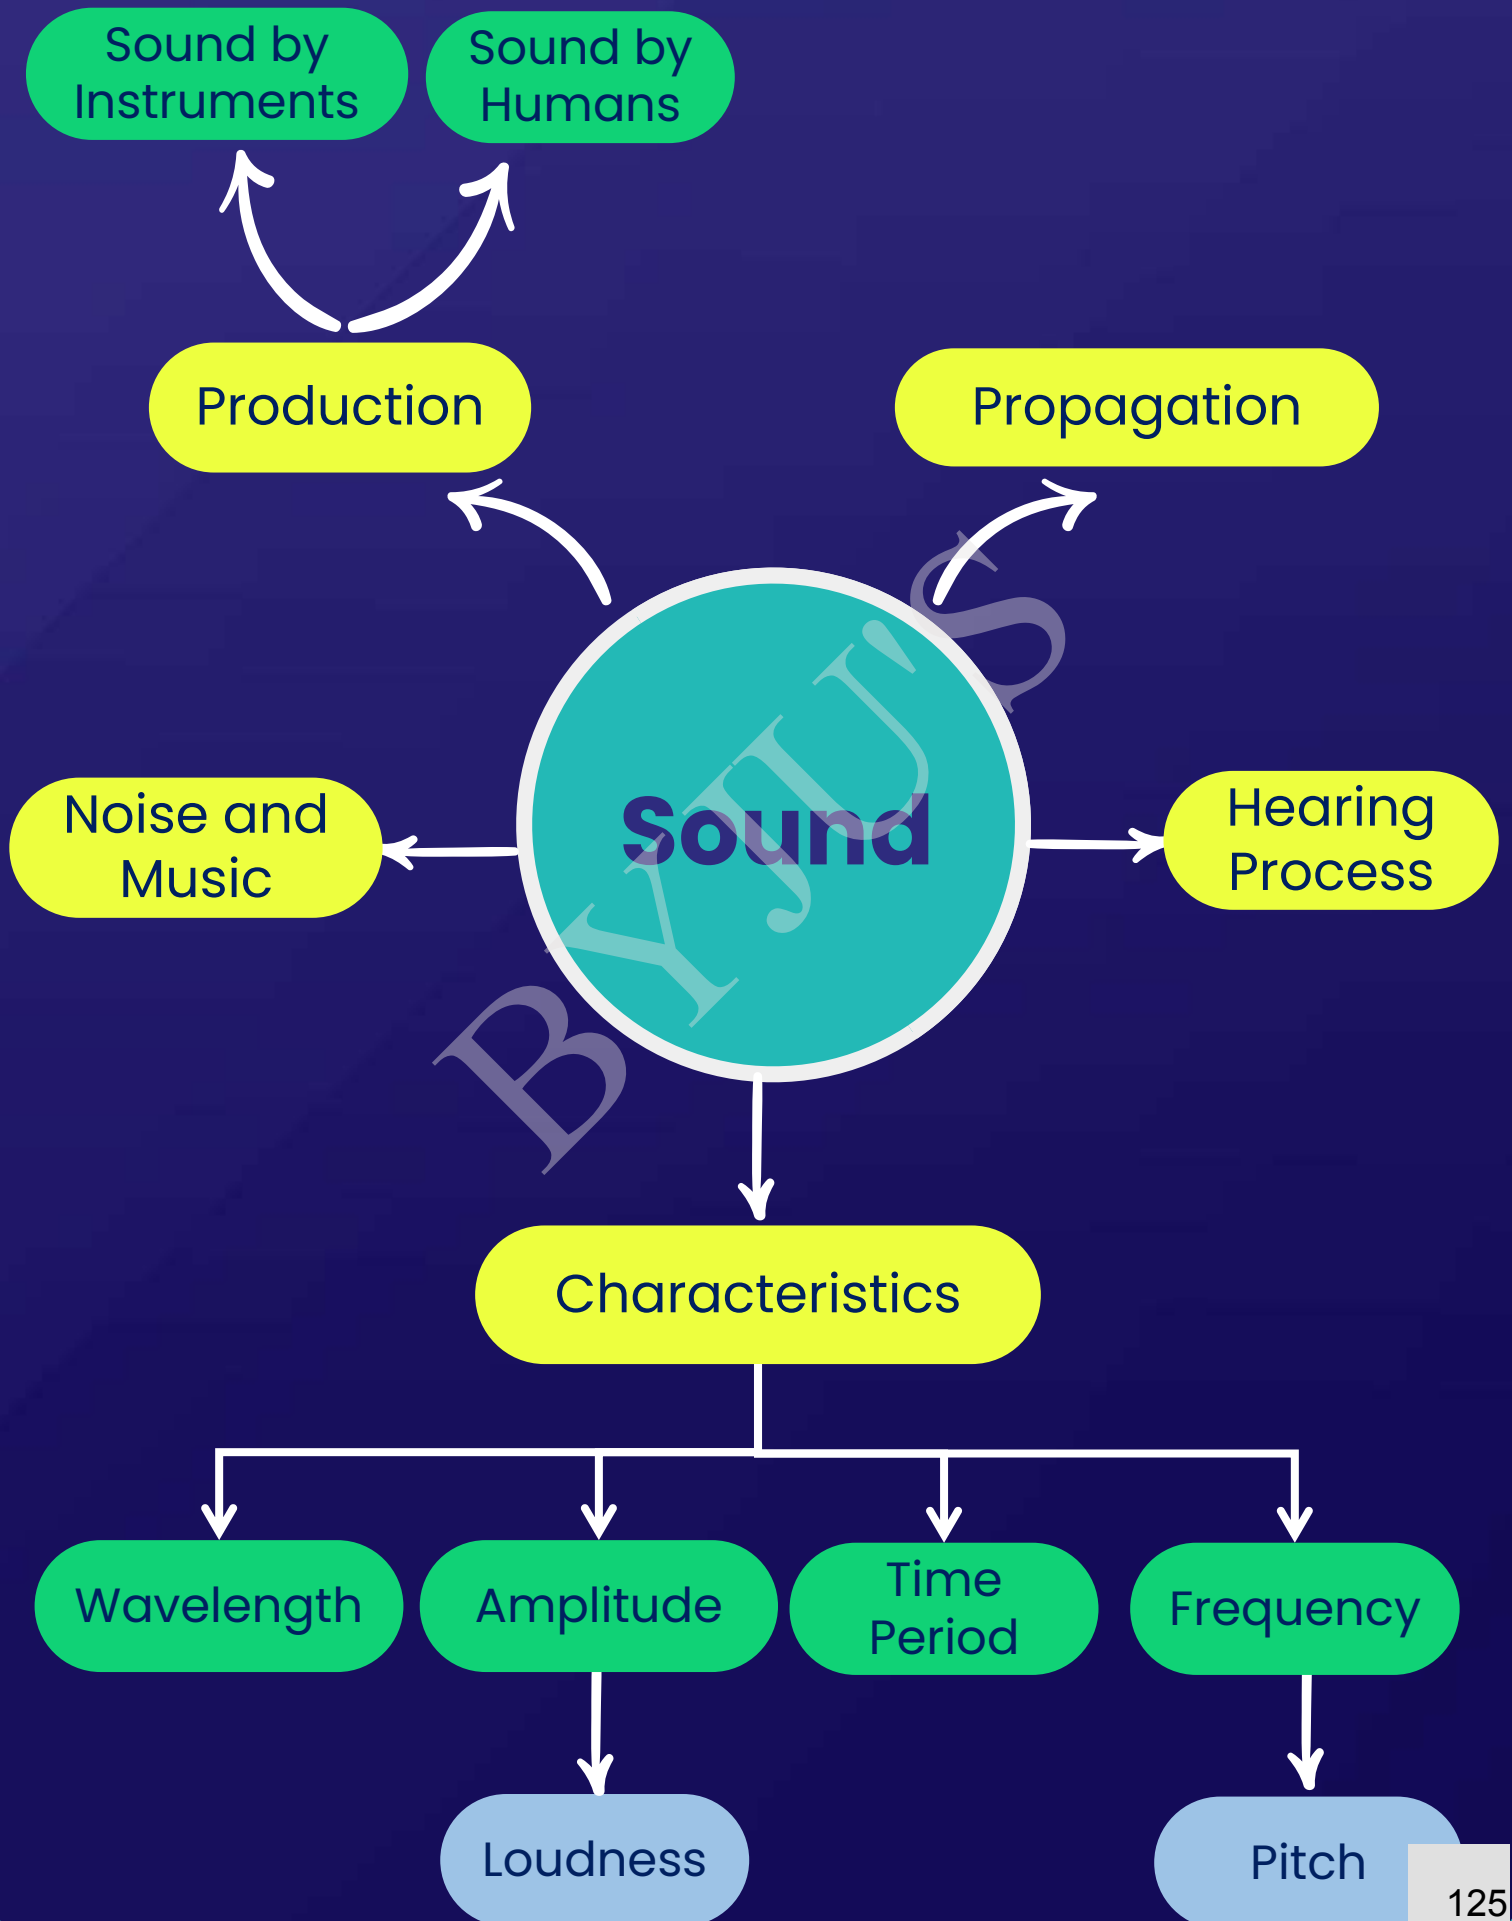 Sound by
Instruments
Sound by
Humans
Production
Propagation
Noise and
Music
Sound
Hearing
Process
BYJU'S
Characteristics
Wavelength
Amplitude
Time
Period
Frequency
Loudness
Pitch
125